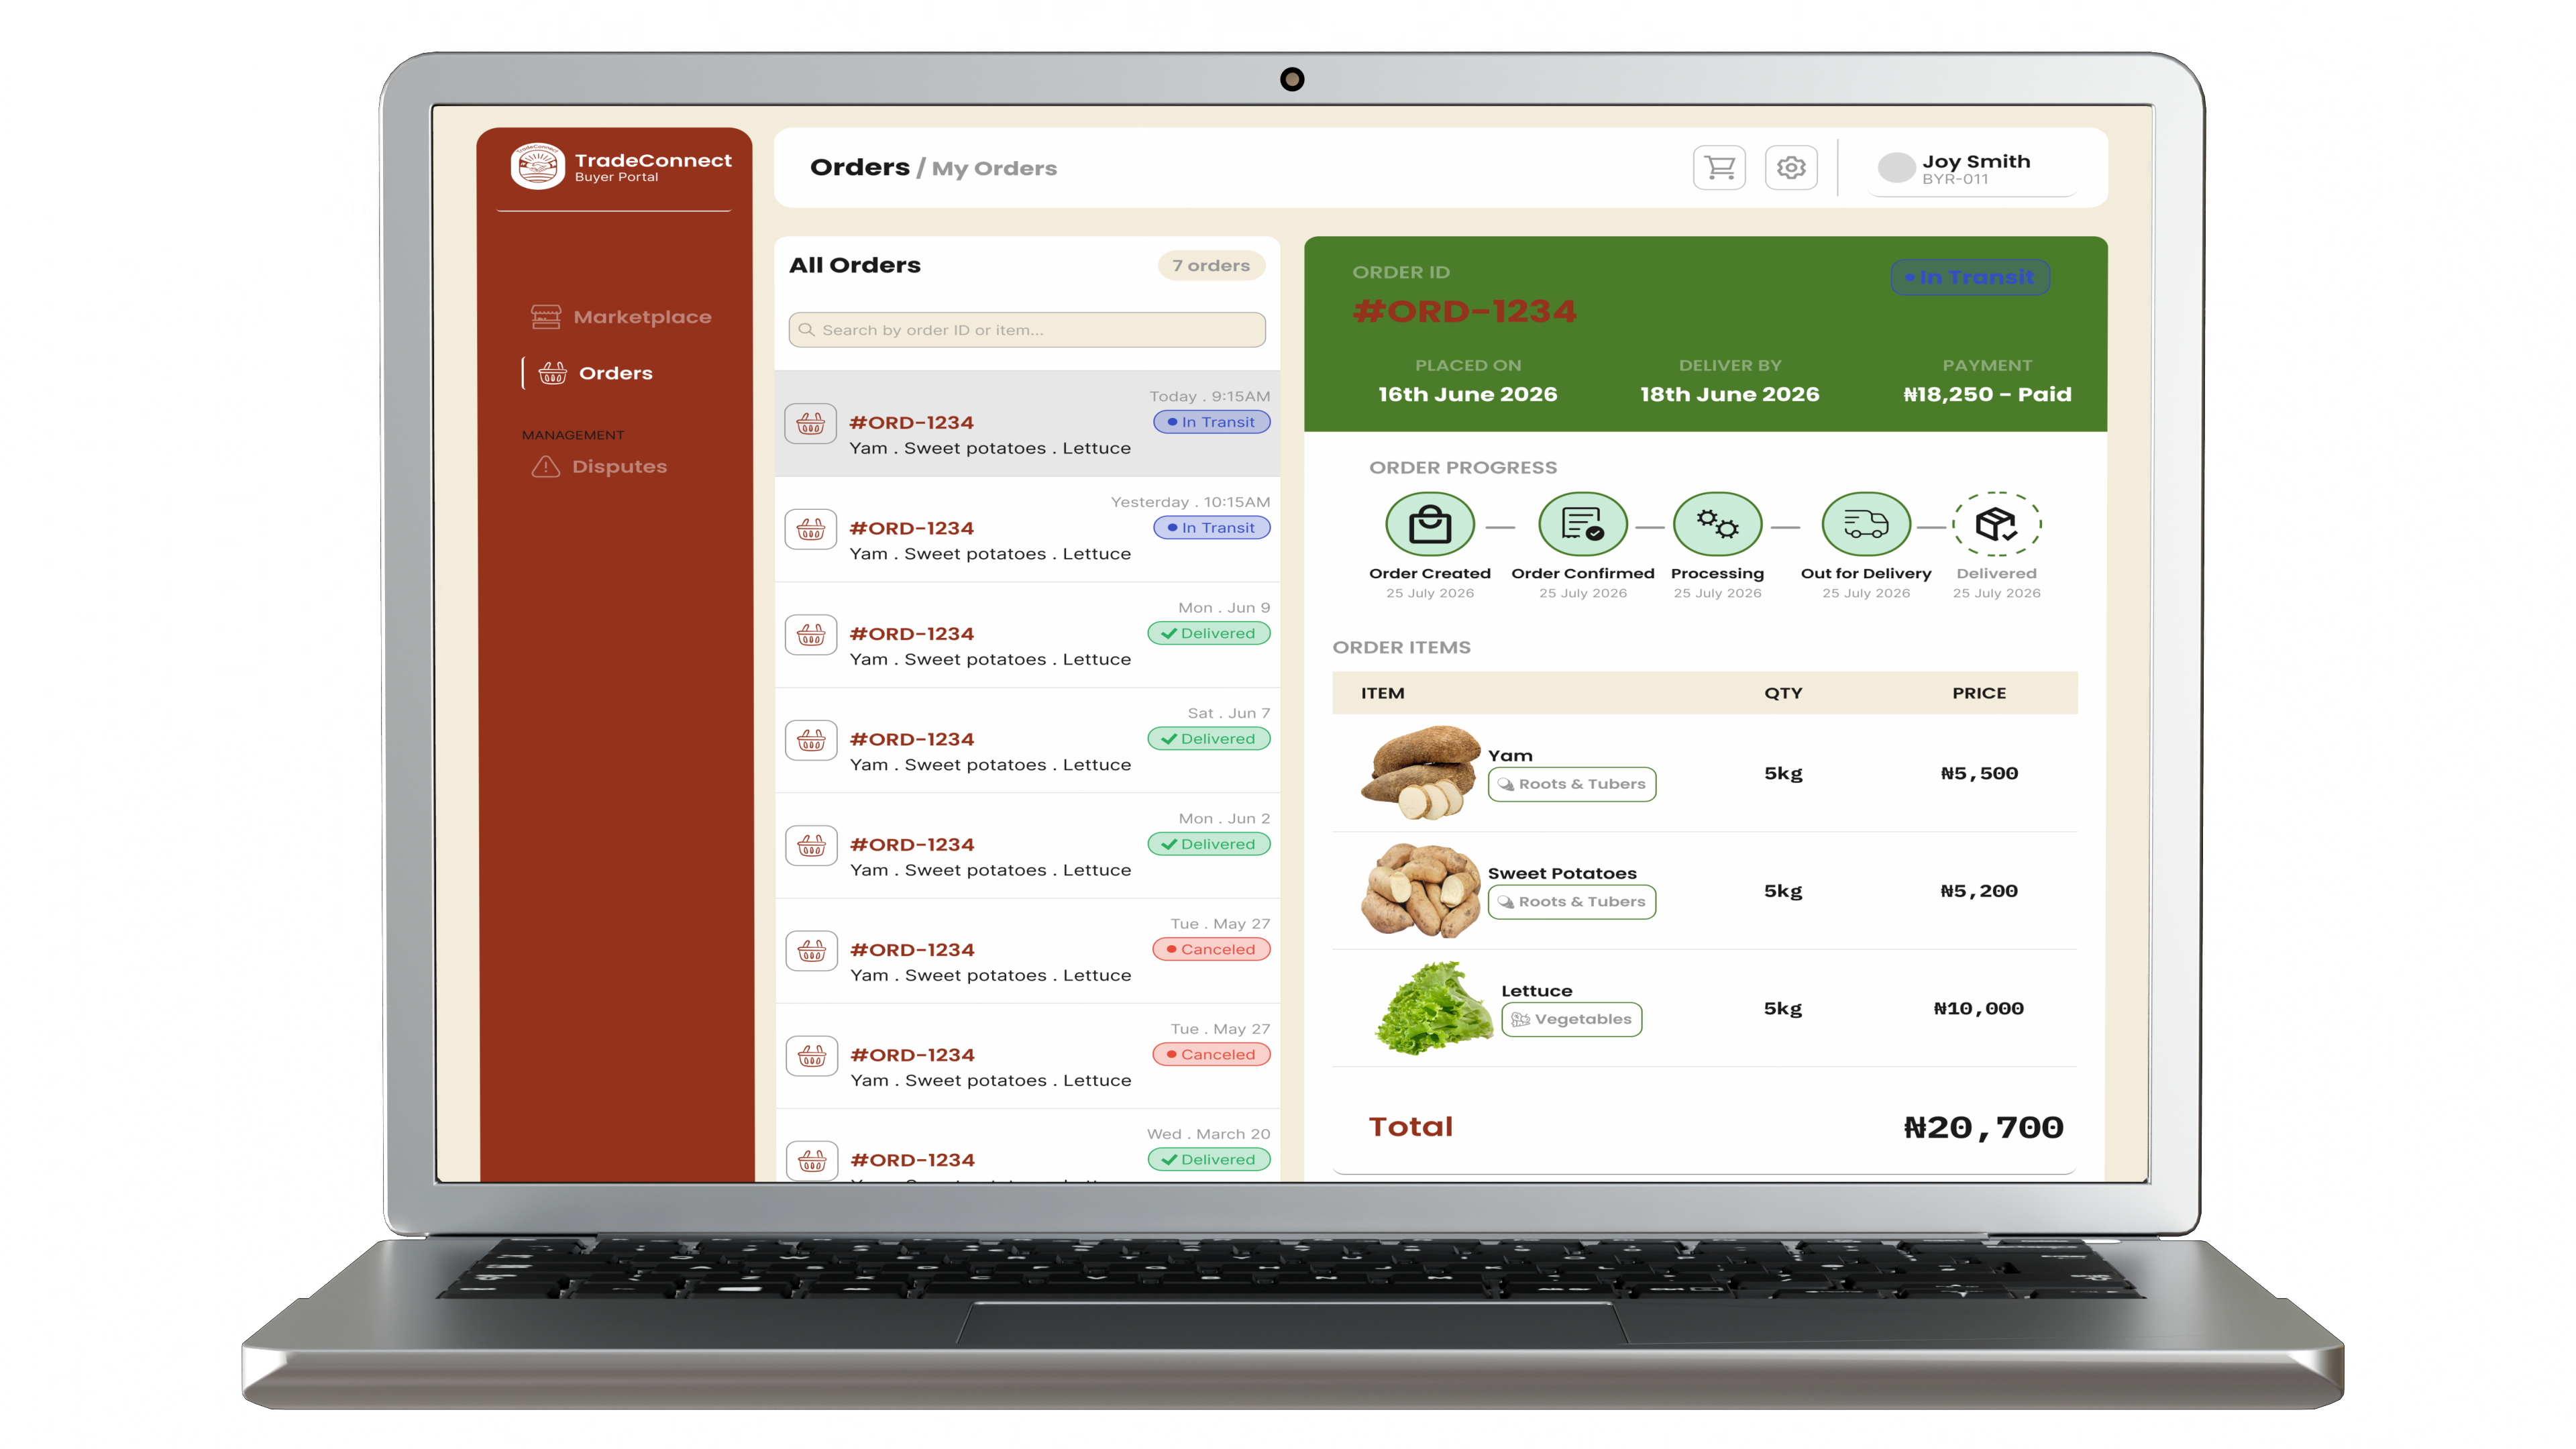 TradeConnect
Buyer Portal
Marketplace
Orders
MANAGEMENT
Disputes
Orders / My Orders
Joy Smith
BYR-011
All Orders
7 orders
Search by order ID or item...
Today . 9:15AM
#ORD-1234
In Transit
Yam . Sweet potatoes . Lettuce
Yesterday . 10:15AM
#ORD-1234
In Transit
Yam . Sweet potatoes . Lettuce
Mon . Jun 9
#ORD-1234
Delivered
Yam . Sweet potatoes . Lettuce
Sat . Jun 7
#ORD-1234
Delivered
Yam . Sweet potatoes . Lettuce
Mon . Jun 2
#ORD-1234
Delivered
Yam . Sweet potatoes . Lettuce
Tue . May 27
#ORD-1234
Canceled
Yam . Sweet potatoes . Lettuce
Tue . May 27
#ORD-1234
Canceled
Yam . Sweet potatoes . Lettuce
Wed . March 20
#ORD-1234
Delivered
ORDER ID
#ORD-1234
In Transit
PLACED ON
16th June 2026
DELIVER BY
18th June 2026
PAYMENT
₦18,250 - Paid
ORDER PROGRESS
Order Created
25 July 2026
Order Confirmed
25 July 2026
Processing
25 July 2026
Out for Delivery
25 July 2026
Delivered
25 July 2026
ORDER ITEMS
ITEM QTY PRICE
Yam
Roots & Tubers
5kg
₦5,500
Sweet Potatoes
Roots & Tubers
5kg
₦5,200
Lettuce
Vegetables
5kg
₦10,000
Total ₦20,700